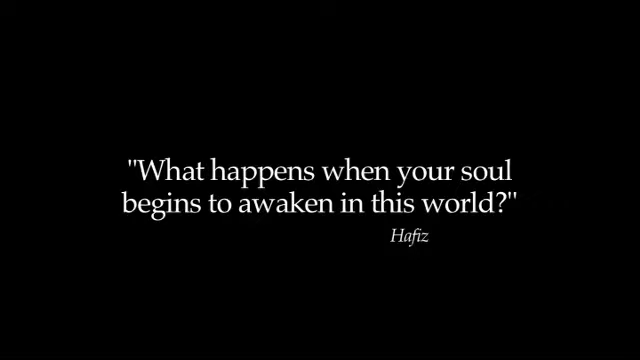 "What happens when your soul
begins to awaken in this world?"
Hafiz